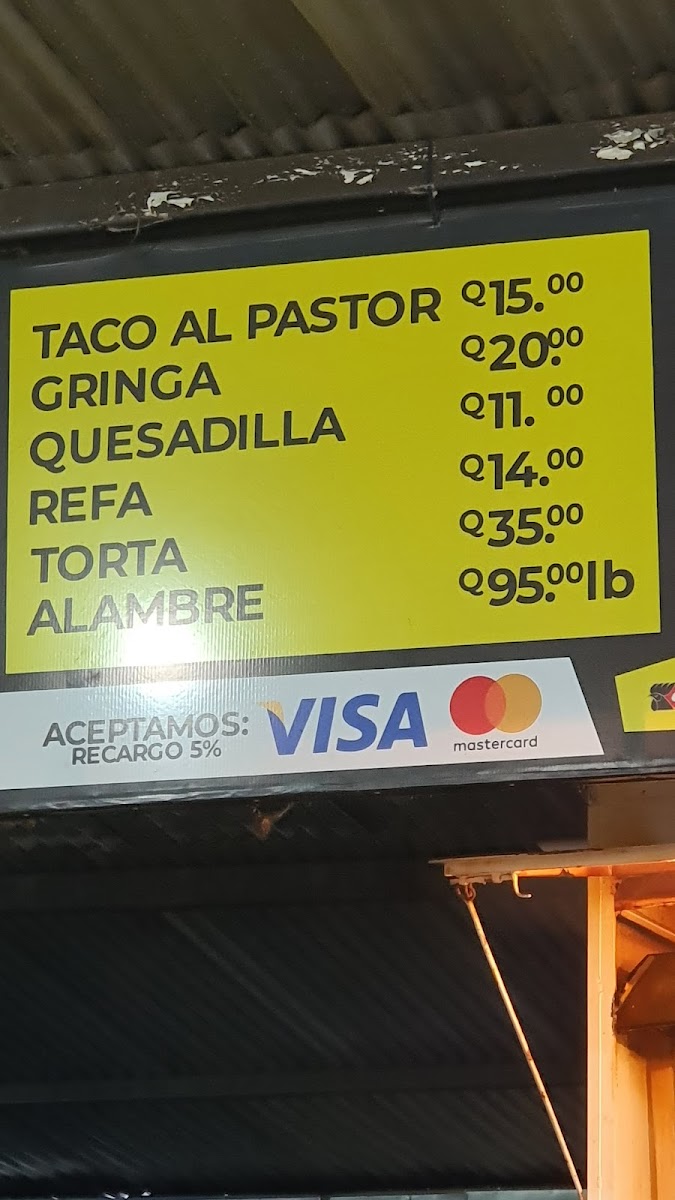 TACO AL PASTOR Q15.00
GRINGA Q20.00
QUESADILLA Q11. 00
REFA Q14.00
TORTA Q35.00
ALAMBRE Q95.00lb
ACEPTAMOS: VISA
RECARGO 5% mastercard